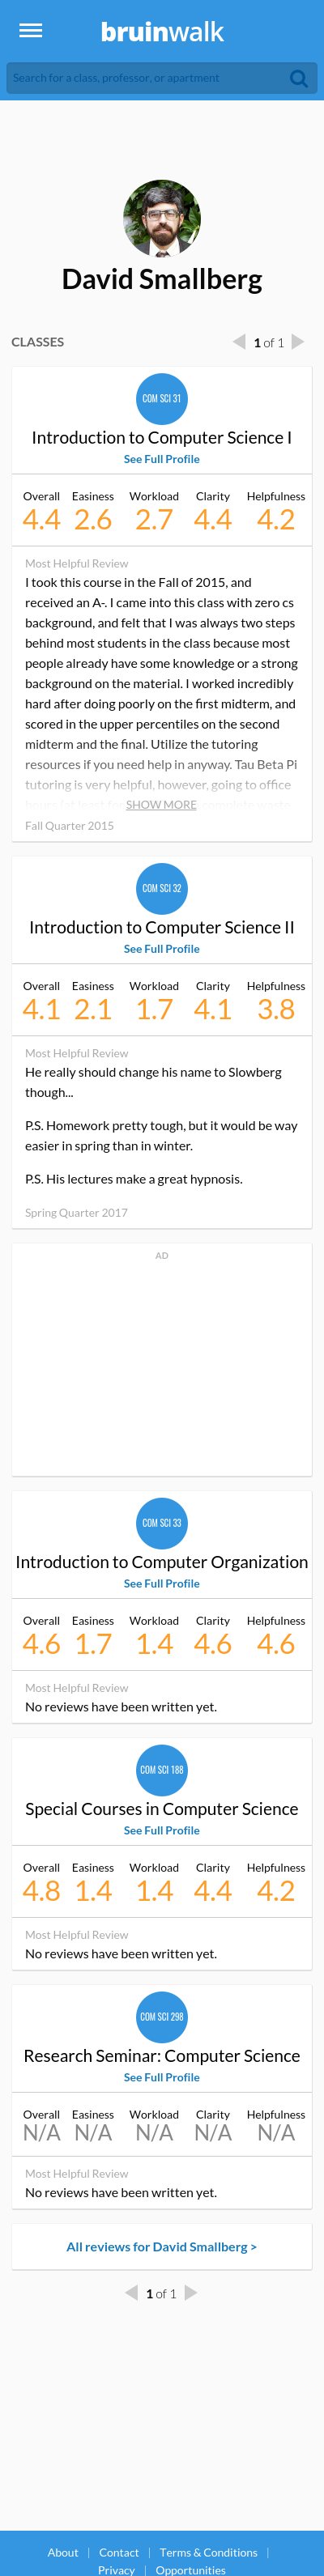 bruinwalk
Search for a class, professor, or apartment
David Smallberg
CLASSES
1 of 1
COM SCI 31
Introduction to Computer Science I
See Full Profile
Overall Easiness Workload Clarity Helpfulness
4.4 2.6 2.7 4.4 4.2
Most Helpful Review
I took this course in the Fall of 2015, and
received an A-. I came into this class with zero cs
background, and felt that I was always two steps
behind most students in the class because most
people already have some knowledge or a strong
background on the material. I worked incredibly
hard after doing poorly on the first midterm, and
scored in the upper percentiles on the second
midterm and the final. Utilize the tutoring
resources if you need help in anyway. Tau Beta Pi
tutoring is very helpful, however, going to office
SHOW MORE
Fall Quarter 2015
COM SCI 32
Introduction to Computer Science II
See Full Profile
Overall Easiness Workload Clarity Helpfulness
4.1 2.1 1.7 4.1 3.8
Most Helpful Review
He really should change his name to Slowberg
though...
P.S. Homework pretty tough, but it would be way
easier in spring than in winter.
P.S. His lectures make a great hypnosis.
Spring Quarter 2017
AD
COM SCI 33
Introduction to Computer Organization
See Full Profile
Overall Easiness Workload Clarity Helpfulness
4.6 1.7 1.4 4.6 4.6
Most Helpful Review
No reviews have been written yet.
COM SCI 188
Special Courses in Computer Science
See Full Profile
Overall Easiness Workload Clarity Helpfulness
4.8 1.4 1.4 4.4 4.2
Most Helpful Review
No reviews have been written yet.
COM SCI 298
Research Seminar: Computer Science
See Full Profile
Overall Easiness Workload Clarity Helpfulness
N/A N/A N/A N/A N/A
Most Helpful Review
No reviews have been written yet.
All reviews for David Smallberg >
1 of 1
About | Contact | Terms & Conditions |
Privacy | Opportunities